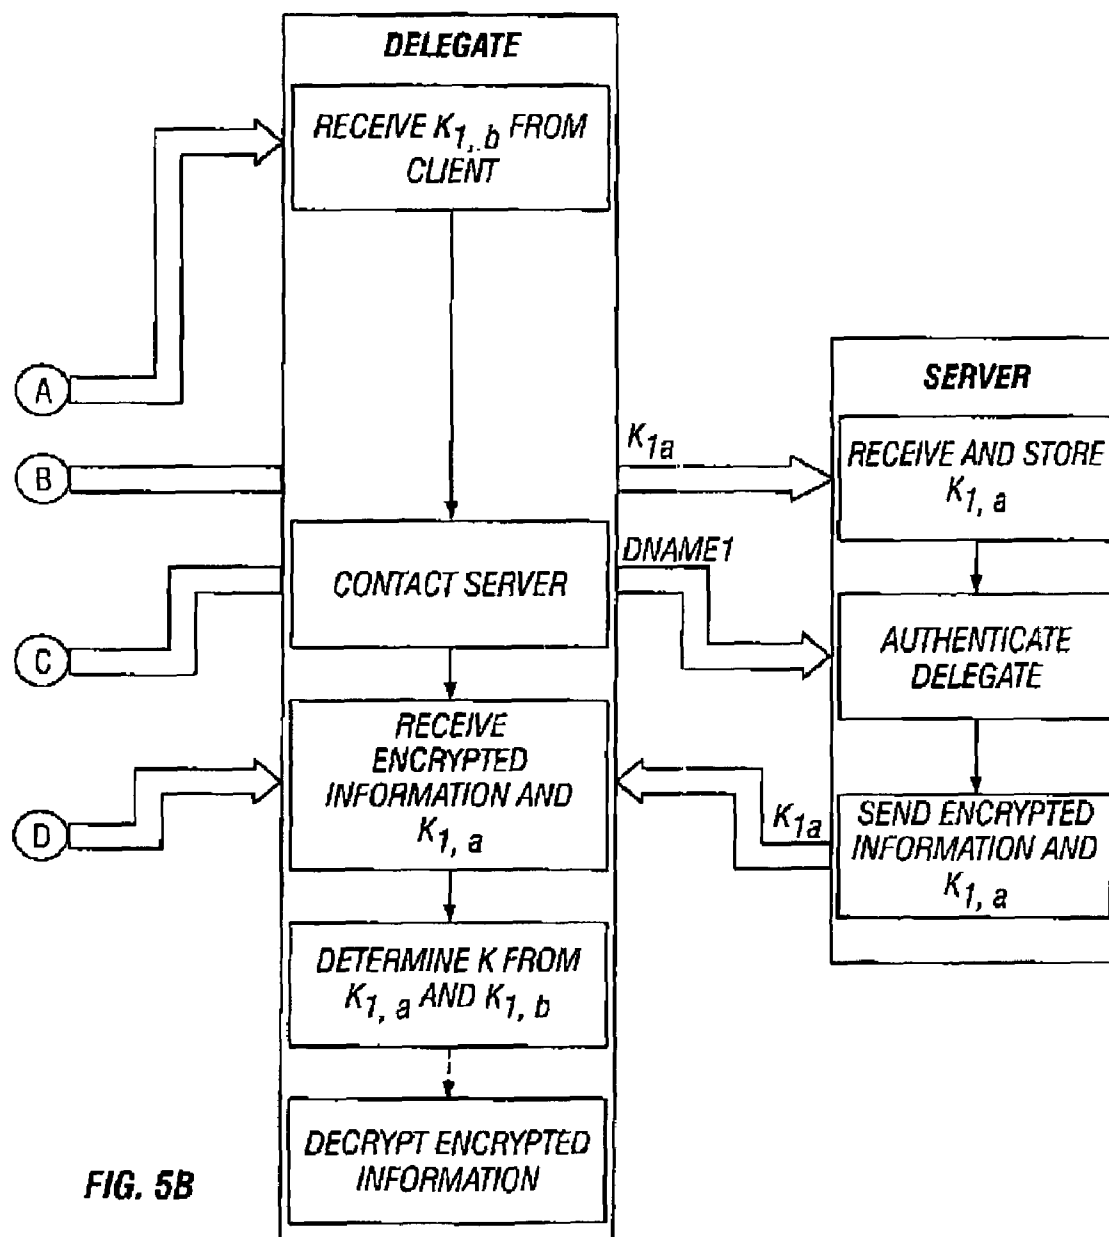 DELEGATE
RECEIVE K1, b FROM
CLIENT
A
B
C
D
CONTACT SERVER
RECEIVE
ENCRYPTED
INFORMATION AND
K1, a
DETERMINE K FROM
K1, a AND K1, b
DECRYPT ENCRYPTED
INFORMATION
K1a
DNAME1
K1a
SERVER
RECEIVE AND STORE
K1, a
AUTHENTICATE
DELEGATE
SEND ENCRYPTED
INFORMATION AND
K1, a
FIG. 5B